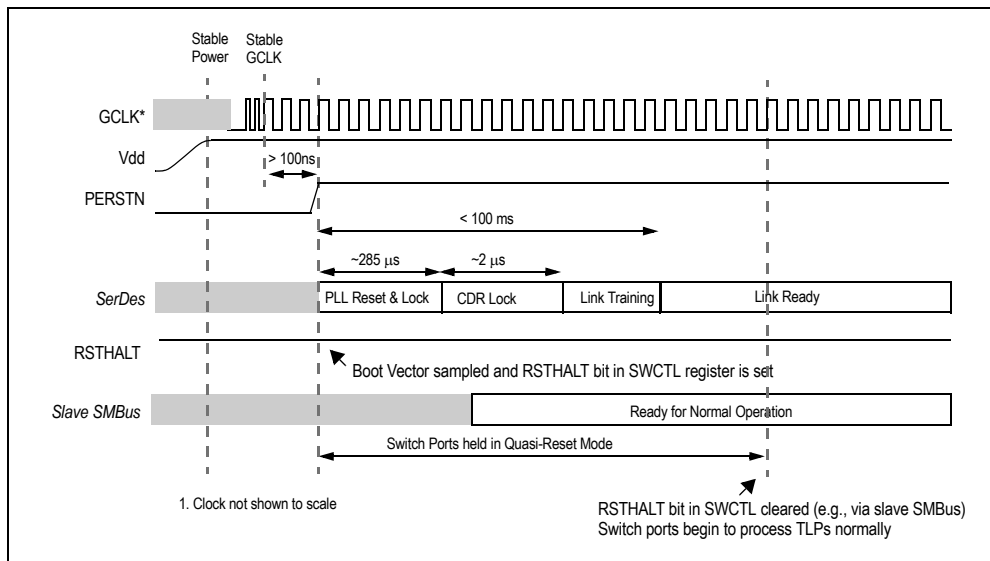 Stable Power
Stable GCLK
GCLK*
Vdd
> 100ns
PERSTN
< 100 ms
~285 μs
~2 μs
SerDes
PLL Reset & Lock
CDR Lock
Link Training
Link Ready
RSTHALT
Boot Vector sampled and RSTHALT bit in SWCTL register is set
Slave SMBus
Ready for Normal Operation
Switch Ports held in Quasi-Reset Mode
1. Clock not shown to scale
RSTHALT bit in SWCTL cleared (e.g., via slave SMBus)
Switch ports begin to process TLPs normally